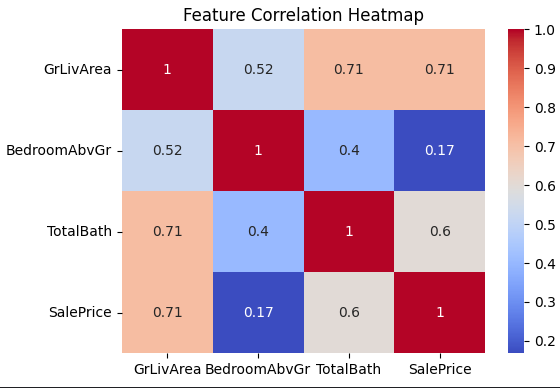 Feature Correlation Heatmap
GrLivArea 1 0.52 0.71 0.71
BedroomAbvGr 0.52 1 0.4 0.17
TotalBath 0.71 0.4 1 0.6
SalePrice 0.71 0.17 0.6 1
GrLivArea BedroomAbvGr TotalBath SalePrice
1.0
0.9
0.8
0.7
0.6
0.5
0.4
0.3
0.2